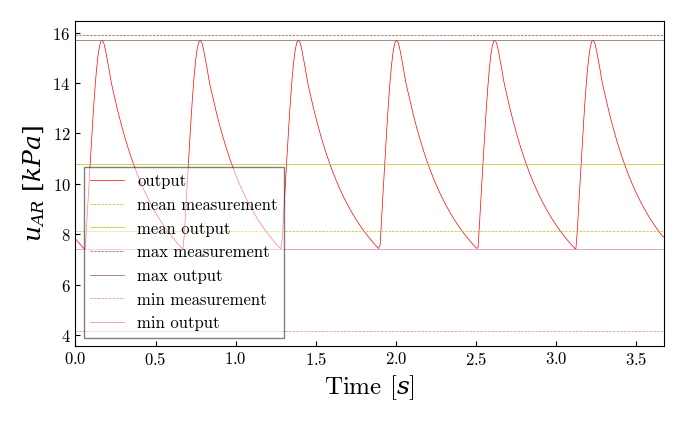 16
14
12
10
8
6
4
u_{AR} [kPa]
output
mean measurement
mean output
max measurement
max output
min measurement
min output
0.0 0.5 1.0 1.5 2.0 2.5 3.0 3.5
Time [s]